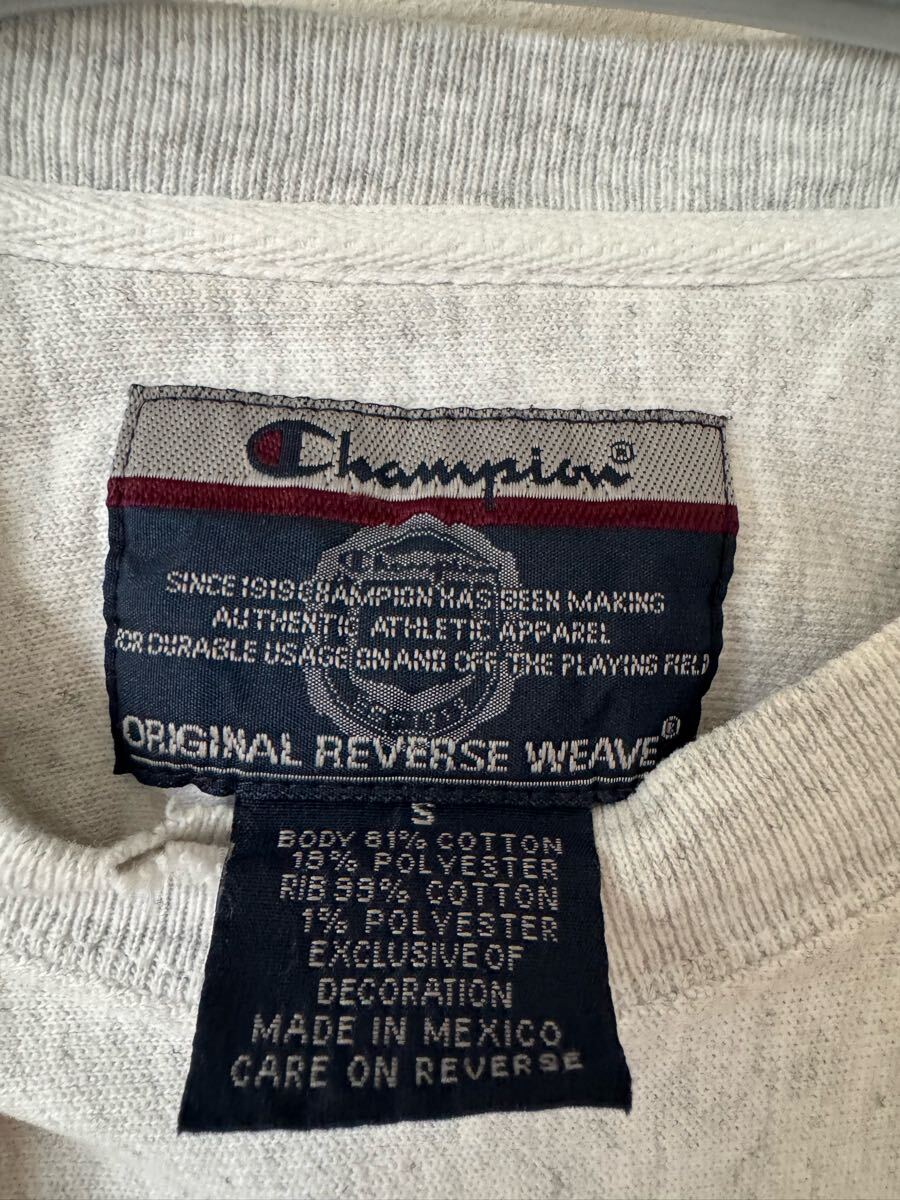 Champion®
Champion
SINCE 1919 CHAMPION HAS BEEN MAKING
AUTHENTIC ATHLETIC APPAREL
FOR DURABLE USAGE ON AND OFF THE PLAYING FIELD
ORIGINAL REVERSE WEAVE®
S
BODY 81% COTTON
19% POLYESTER
RIB 99% COTTON
1% POLYESTER
EXCLUSIVE OF
DECORATION
MADE IN MEXICO
CARE ON REVERSE